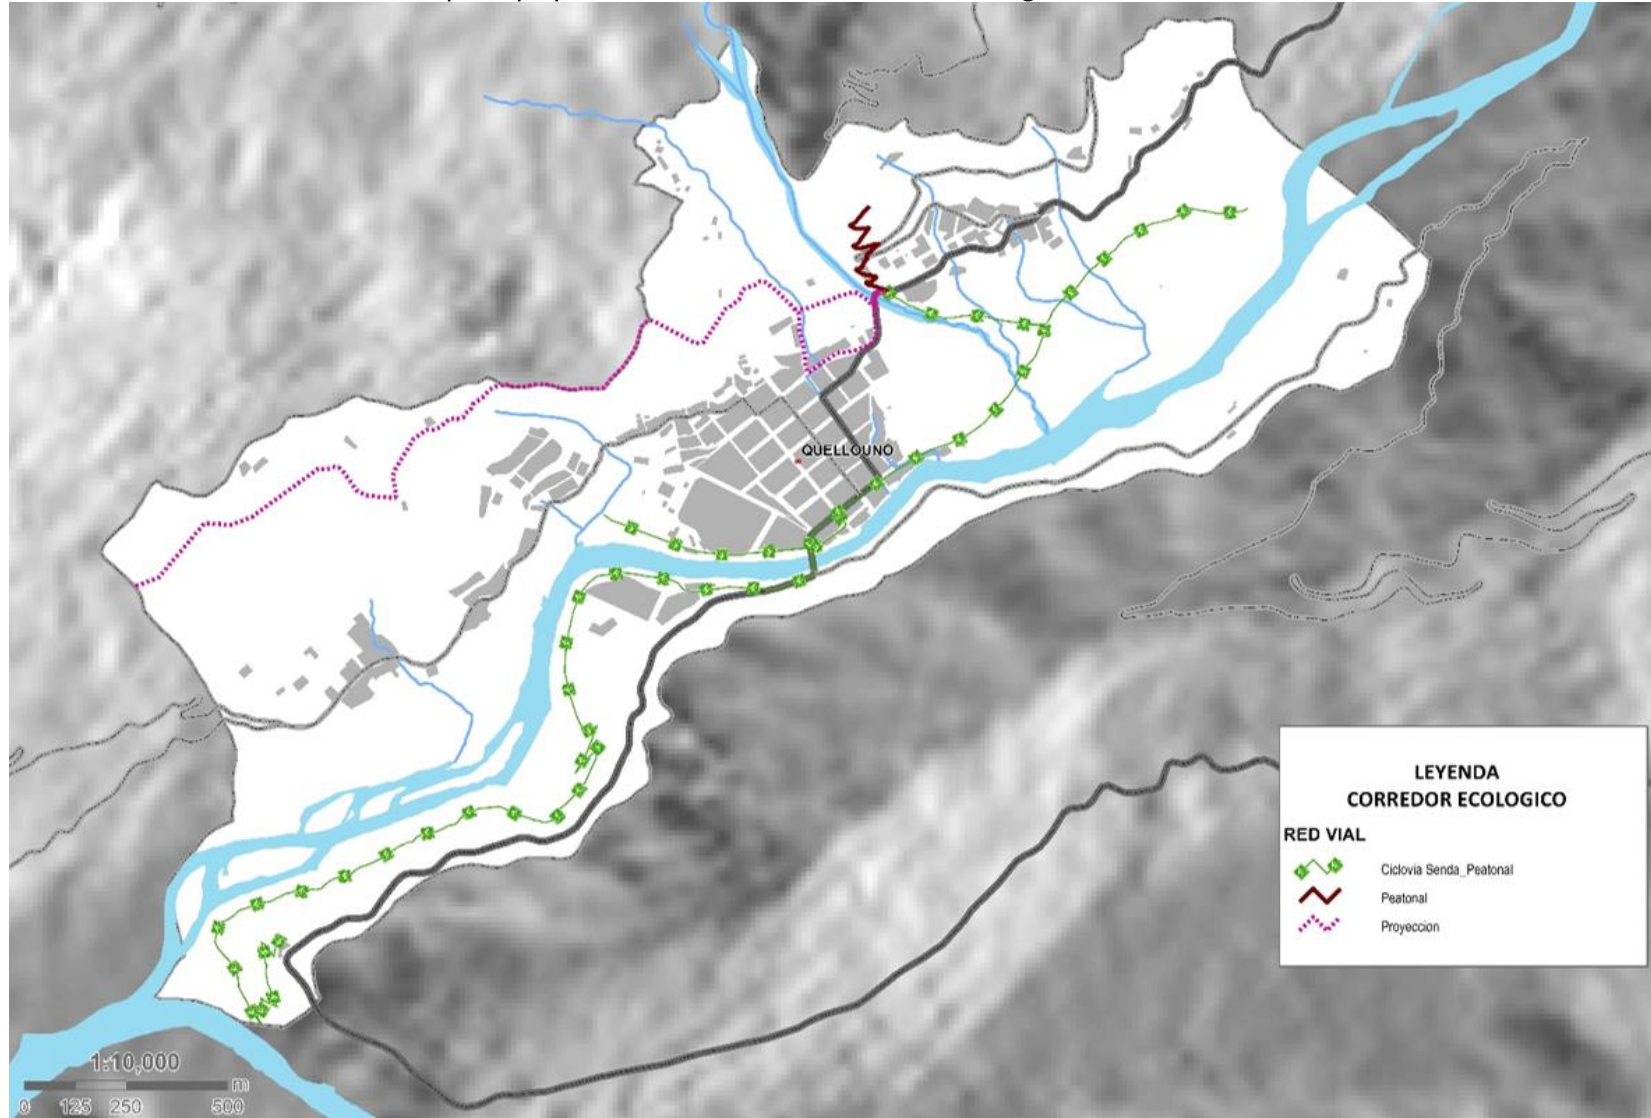 QUELLOUNO
LEYENDA
CORREDOR ECOLOGICO
RED VIAL
Ciclovia Senda_Peatonal
Peatonal
Proyeccion
1:10,000
m
0 125 250 500